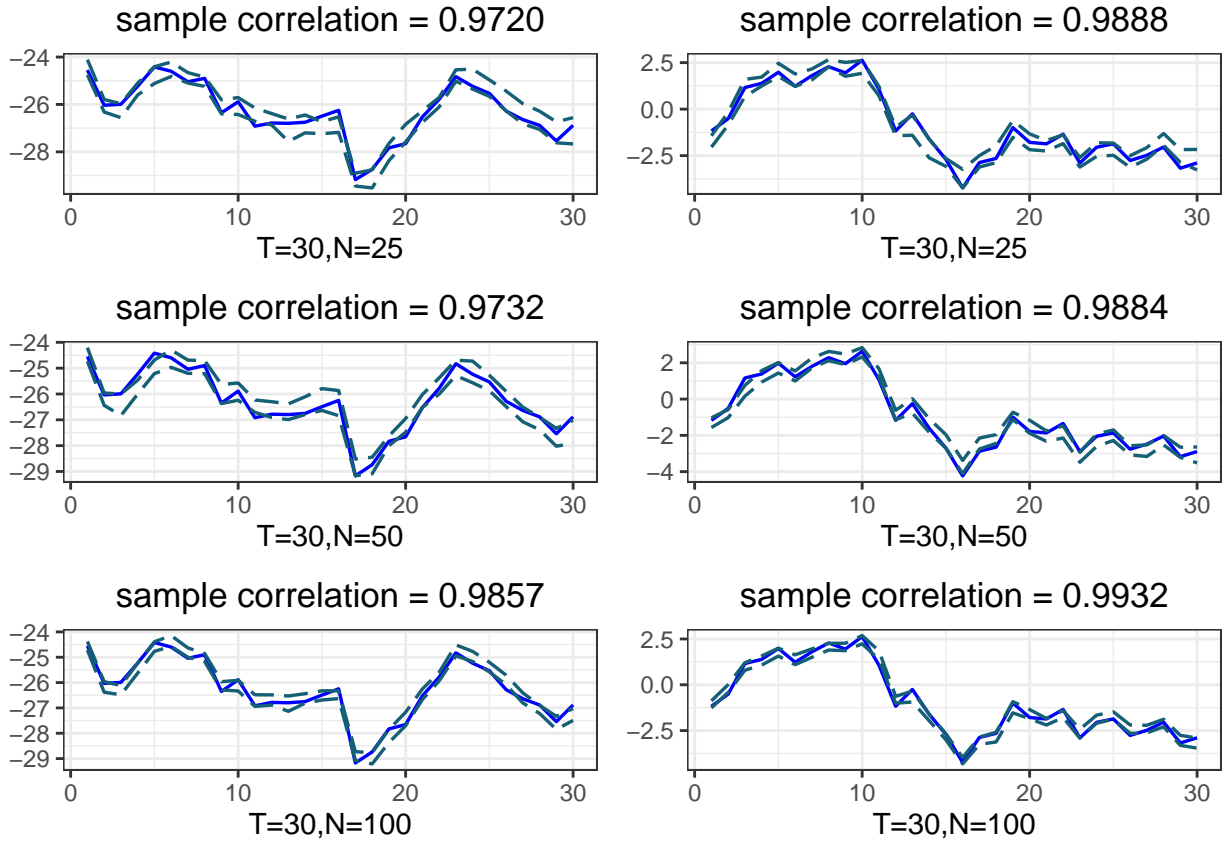 sample correlation = 0.9720
−24
−26
−28
0 10 20 30
T=30,N=25
sample correlation = 0.9888
2.5
0.0
−2.5
0 10 20 30
T=30,N=25
sample correlation = 0.9732
−24
−25
−26
−27
−28
−29
0 10 20 30
T=30,N=50
sample correlation = 0.9884
2
0
−2
−4
0 10 20 30
T=30,N=50
sample correlation = 0.9857
−24
−25
−26
−27
−28
−29
0 10 20 30
T=30,N=100
sample correlation = 0.9932
2.5
0.0
−2.5
0 10 20 30
T=30,N=100